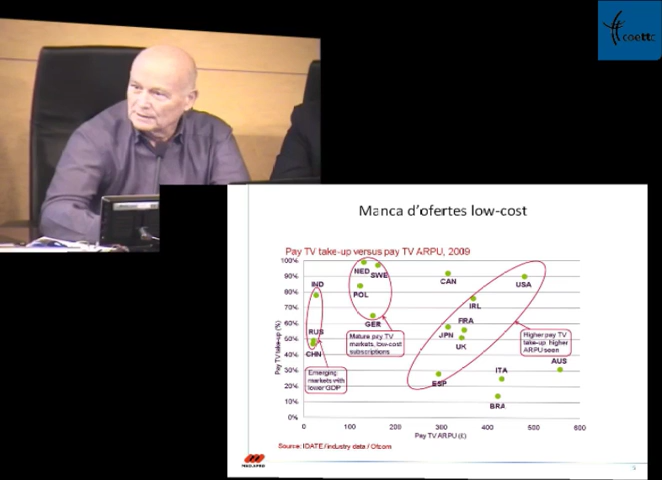 coettc
Manca d'ofertes low-cost
Pay TV take-up versus pay TV ARPU, 2009
Pay TV take-up (%)
100%
90%
80%
70%
60%
50%
40%
30%
20%
10%
0%
0
100
200
300
400
500
600
Pay TV ARPU (£)
IND
RUS
CHN
NED
SWE
POL
GER
CAN
USA
IRL
FRA
JPN
UK
ESP
ITA
BRA
AUS
Emerging
markets with
lower GDP
Mature pay TV
markets, low-cost
subscriptions
Higher pay TV
take-up higher
ARPU seen
Source: IDATE / industry data / Ofcom
MEDIAPRO